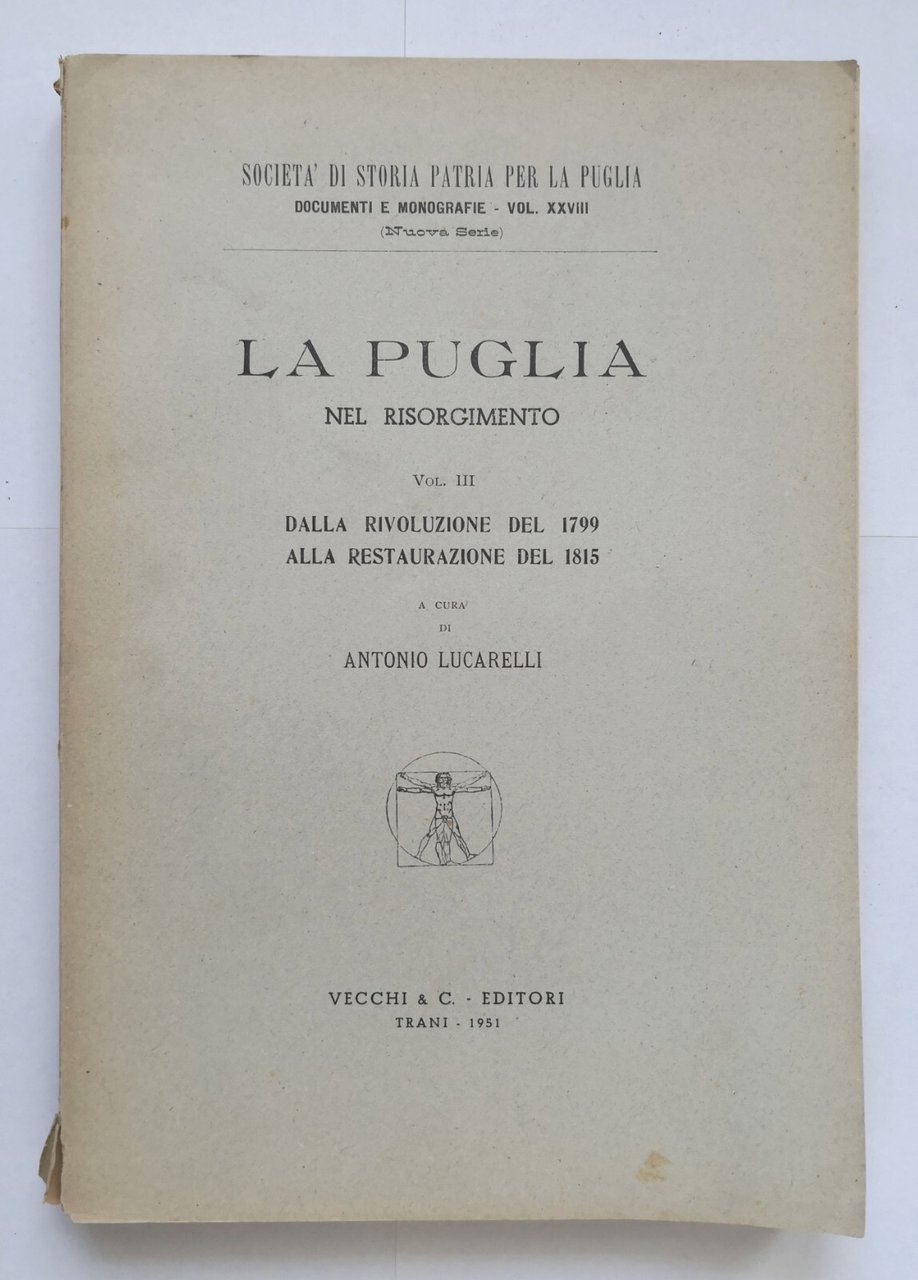 SOCIETA' DI STORIA PATRIA PER LA PUGLIA
DOCUMENTI E MONOGRAFIE - VOL. XXVIII
(Nuova Serie)
LA PUGLIA
NEL RISORGIMENTO
VOL. III
DALLA RIVOLUZIONE DEL 1799
ALLA RESTAURAZIONE DEL 1815
A CURA
DI
ANTONIO LUCARELLI
VECCHI & C. - EDITORI
TRANI - 1951